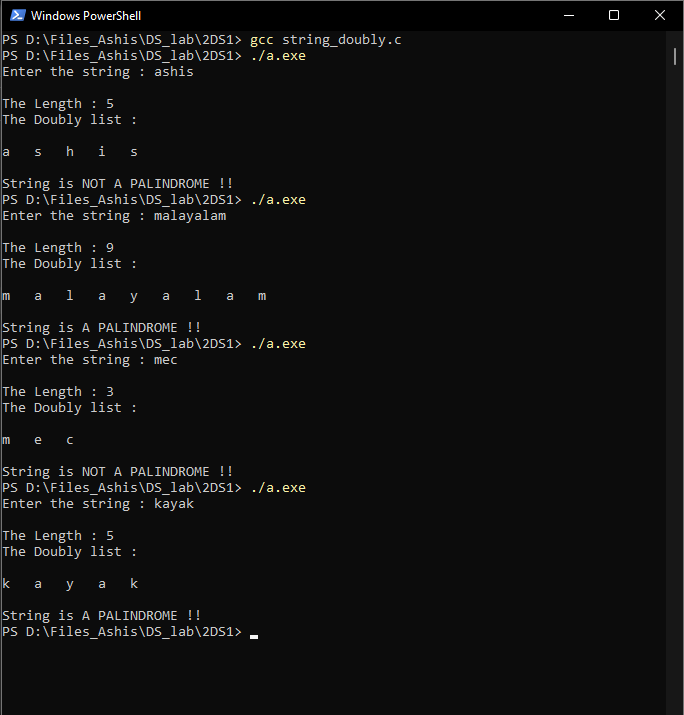 Windows PowerShell
PS D:\Files_Ashis\DS_lab\2DS1> gcc string_doubly.c
PS D:\Files_Ashis\DS_lab\2DS1> ./a.exe
Enter the string : ashis
The Length : 5
The Doubly list :
a   s   h   i   s
String is NOT A PALINDROME !!
PS D:\Files_Ashis\DS_lab\2DS1> ./a.exe
Enter the string : malayalam
The Length : 9
The Doubly list :
m   a   l   a   y   a   l   a   m
String is A PALINDROME !!
PS D:\Files_Ashis\DS_lab\2DS1> ./a.exe
Enter the string : mec
The Length : 3
The Doubly list :
m   e   c
String is NOT A PALINDROME !!
PS D:\Files_Ashis\DS_lab\2DS1> ./a.exe
Enter the string : kayak
The Length : 5
The Doubly list :
k   a   y   a   k
String is A PALINDROME !!
PS D:\Files_Ashis\DS_lab\2DS1>